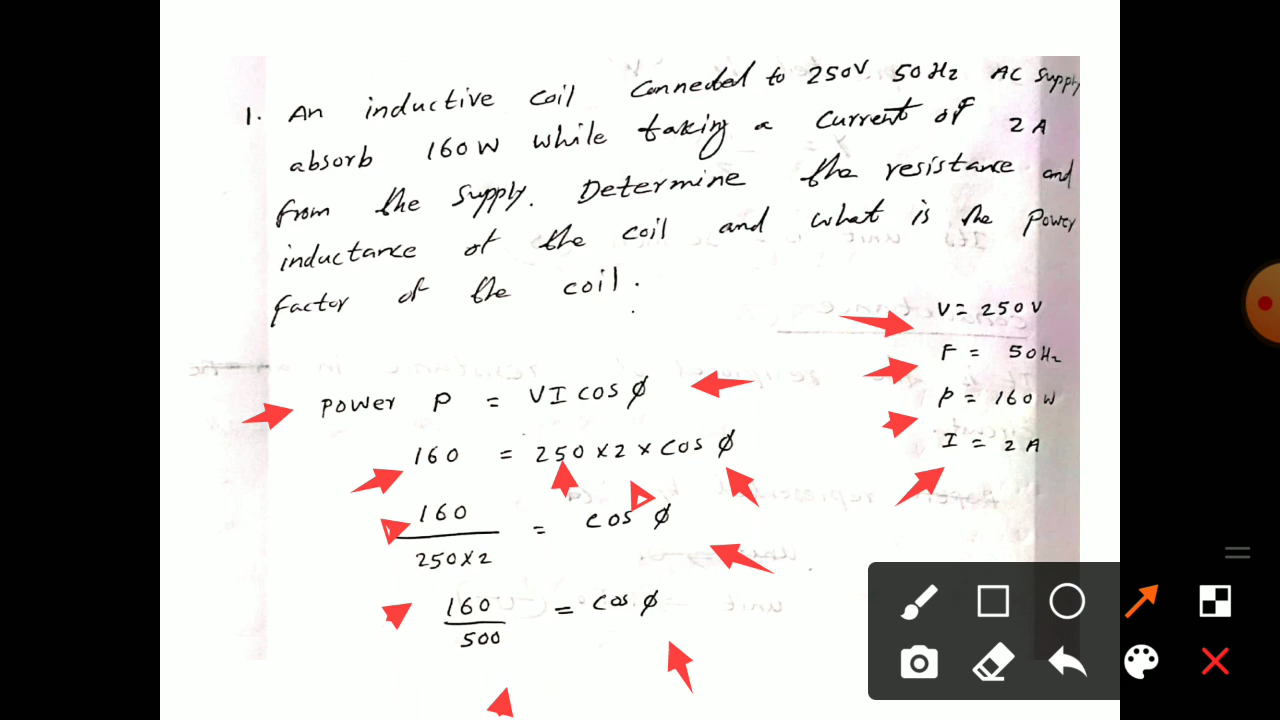 1. An inductive coil connected to 250V 50Hz AC supply
absorb 160W while taking a current of 2A
from the supply. Determine the resistance and
inductance of the coil and what is the power
factor of the coil.
V = 250V
F = 50Hz
P = 160W
I = 2A
Power P = VI cos φ
160 = 250 × 2 × cos φ
160
250×2
= cos φ
160
500
= cos φ